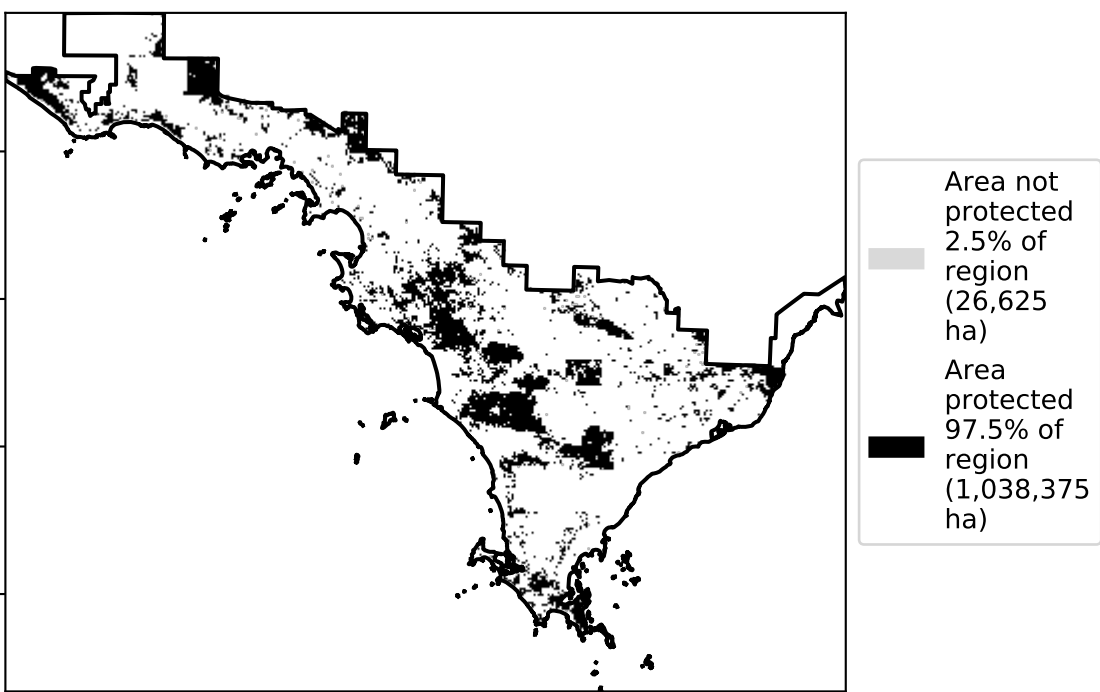 Area not
protected
2.5% of
region
(26,625
ha)
Area
protected
97.5% of
region
(1,038,375
ha)